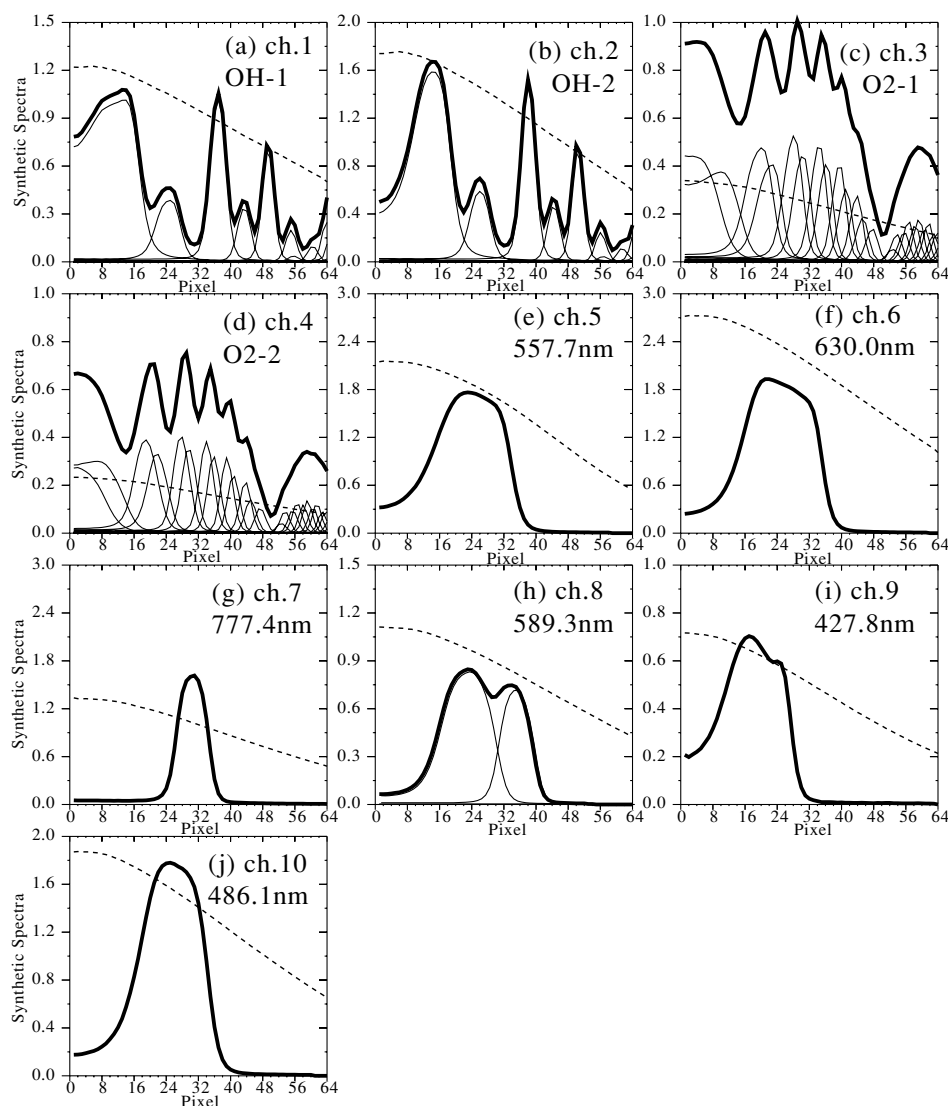 1.5
1.2
0.9
0.6
0.3
0.0
Synthetic Spectra
(a) ch.1
OH-1
0 8 16 24 32 40 48 56 64
Pixel
2.0
1.6
1.2
0.8
0.4
0.0
(b) ch.2
OH-2
0 8 16 24 32 40 48 56 64
Pixel
1.0
0.8
0.6
0.4
0.2
0.0
(c) ch.3
O2-1
0 8 16 24 32 40 48 56 64
Pixel
1.0
0.8
0.6
0.4
0.2
0.0
Synthetic Spectra
(d) ch.4
O2-2
0 8 16 24 32 40 48 56 64
Pixel
3.0
2.4
1.8
1.2
0.6
0.0
(e) ch.5
557.7nm
0 8 16 24 32 40 48 56 64
Pixel
3.0
2.4
1.8
1.2
0.6
0.0
(f) ch.6
630.0nm
0 8 16 24 32 40 48 56 64
Pixel
3.0
2.4
1.8
1.2
0.6
0.0
Synthetic Spectra
(g) ch.7
777.4nm
0 8 16 24 32 40 48 56 64
Pixel
1.5
1.2
0.9
0.6
0.3
0.0
(h) ch.8
589.3nm
0 8 16 24 32 40 48 56 64
Pixel
1.0
0.8
0.6
0.4
0.2
0.0
(i) ch.9
427.8nm
0 8 16 24 32 40 48 56 64
Pixel
2.0
1.6
1.2
0.8
0.4
0.0
Synthetic Spectra
(j) ch.10
486.1nm
0 8 16 24 32 40 48 56 64
Pixel